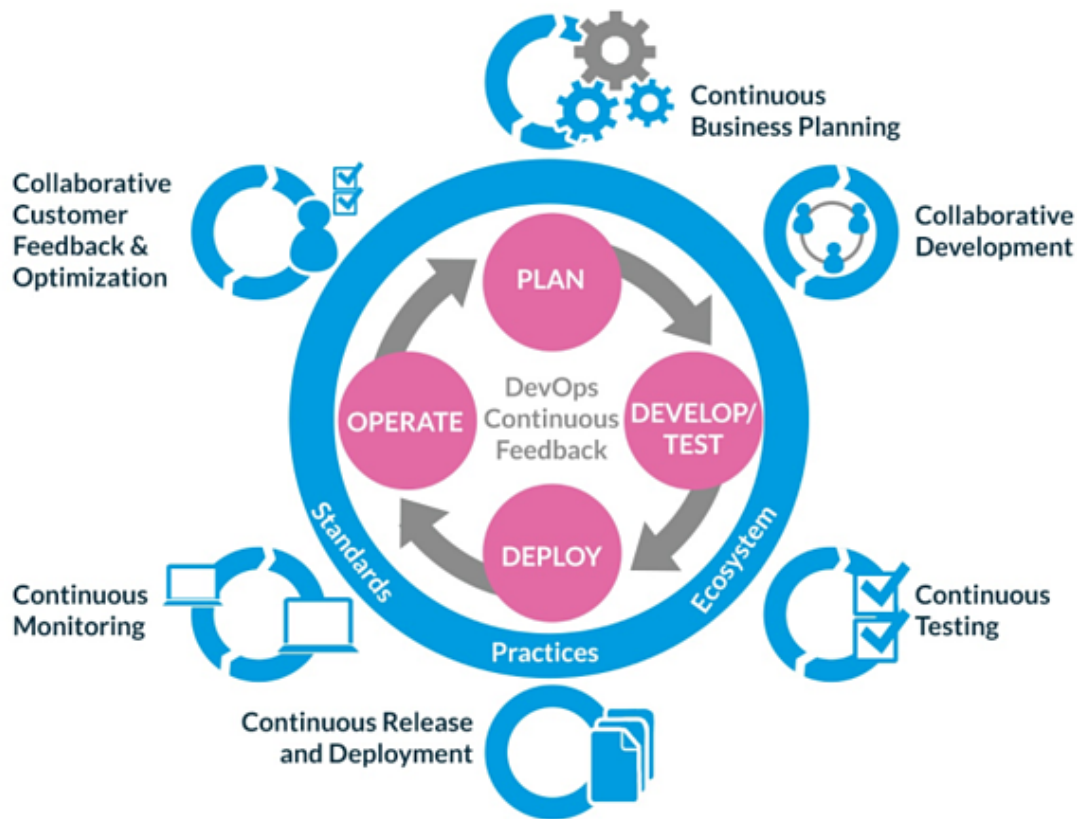 Continuous
Business Planning
Collaborative
Customer
Feedback &
Optimization
Collaborative
Development
PLAN
DevOps
Continuous
Feedback
OPERATE
DEVELOP/
TEST
DEPLOY
Standards
Practices
Ecosystem
Continuous
Monitoring
Continuous
Testing
Continuous Release
and Deployment